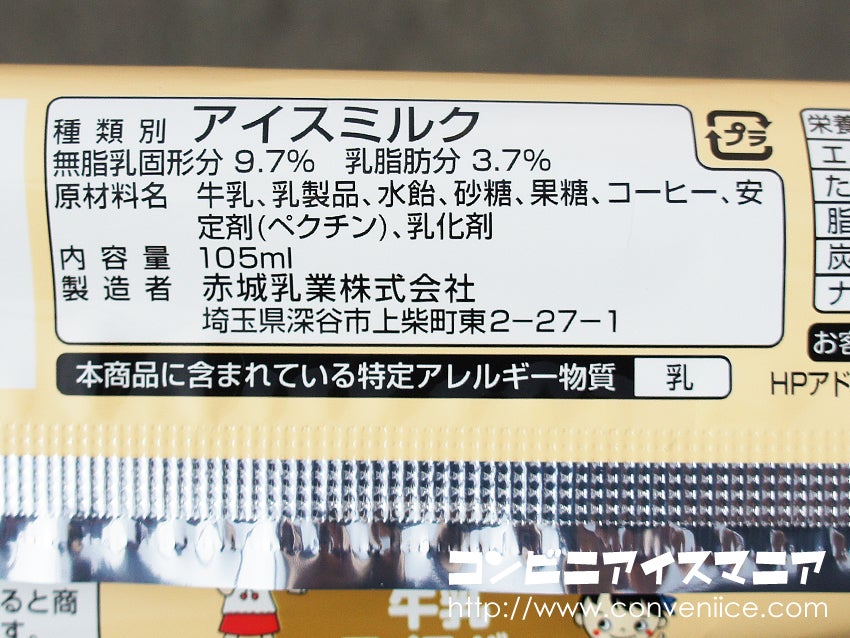 種類別 アイスミルク
無脂乳固形分 9.7% 乳脂肪分 3.7%
原材料名 牛乳、乳製品、水飴、砂糖、果糖、コーヒー、安
定剤(ペクチン)、乳化剤
内容量 105ml
製造者 赤城乳業株式会社
埼玉県深谷市上柴町東2-27-1
プラ
本商品に含まれている特定アレルギー物質 乳
栄養
エ
た
脂
炭
ナ
お客
HPアド
コンビニアイスマニア
http://www.conveniice.com/
ると商
す。
牛乳